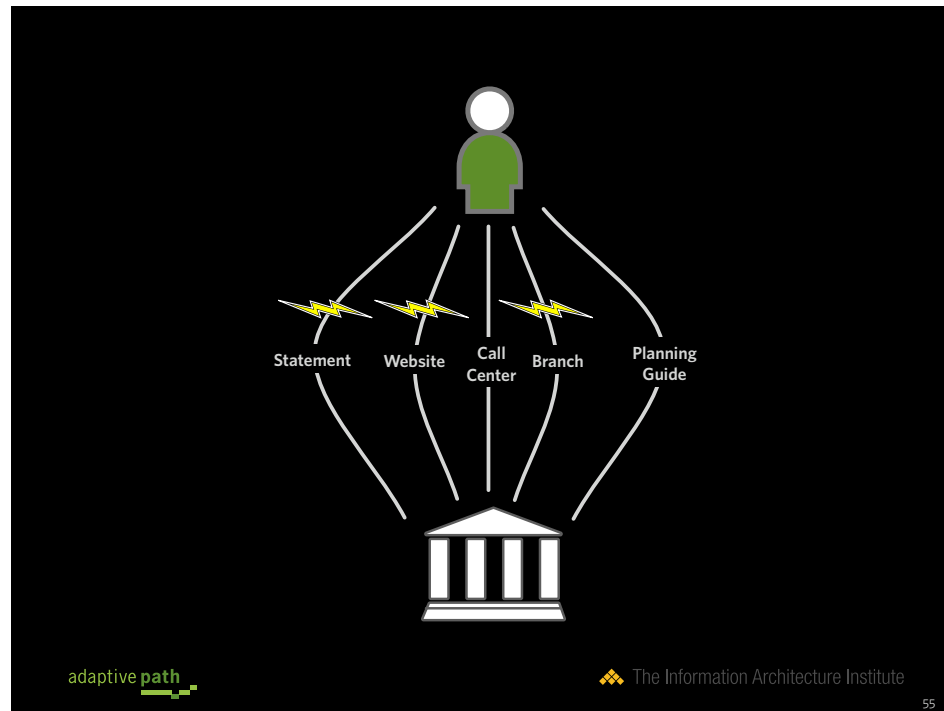 Statement
Website
Call
Center
Branch
Planning
Guide
adaptive path
The Information Architecture Institute
55